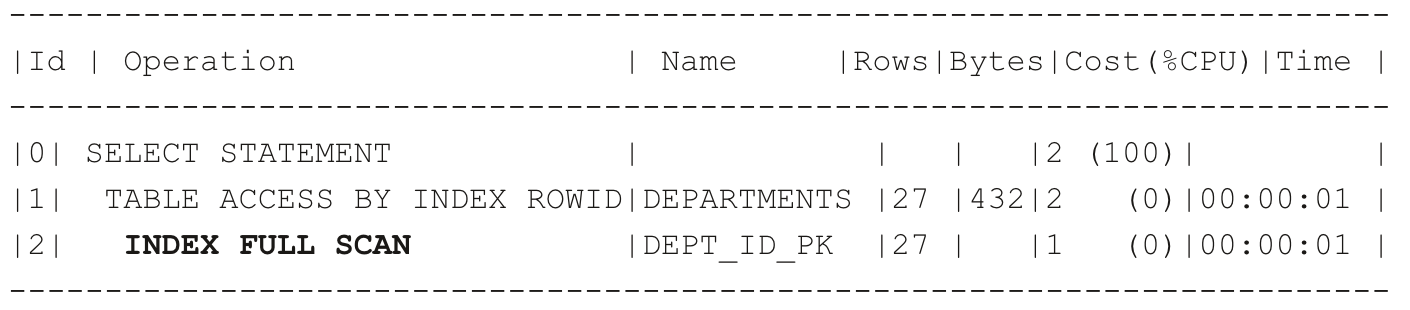 --------------------------------------------------------------------------
|Id | Operation                  | Name     |Rows|Bytes|Cost(%CPU)|Time |
--------------------------------------------------------------------------
|0| SELECT STATEMENT             |             |   |   |2 (100)|          |
|1|  TABLE ACCESS BY INDEX ROWID|DEPARTMENTS |27 |432|2   (0)|00:00:01 |
|2|   INDEX FULL SCAN           |DEPT_ID_PK  |27 |   |1   (0)|00:00:01 |
--------------------------------------------------------------------------